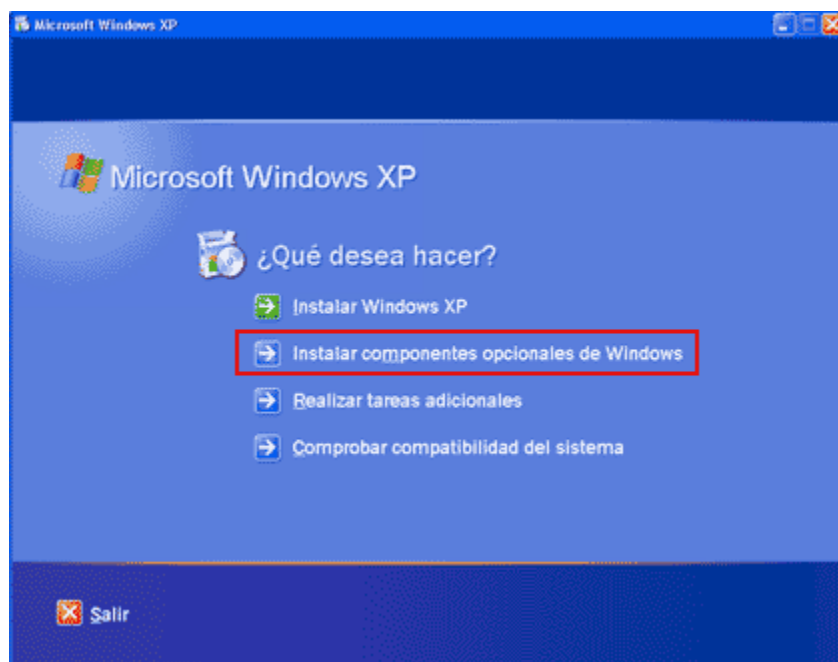 Microsoft Windows XP
Microsoft Windows XP
¿Qué desea hacer?
Instalar Windows XP
Instalar componentes opcionales de Windows
Realizar tareas adicionales
Comprobar compatibilidad del sistema
Salir